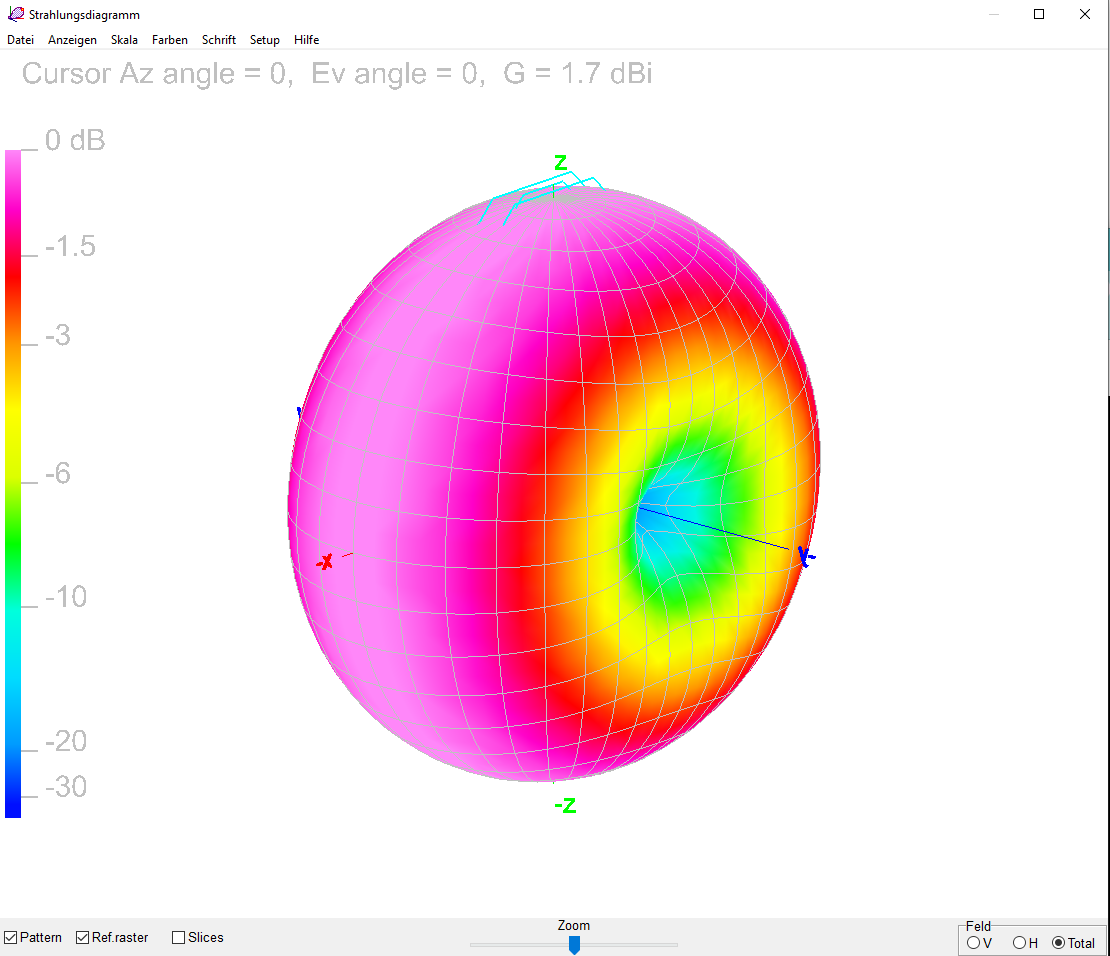 Strahlungsdiagramm
Datei Anzeigen Skala Farben Schrift Setup Hilfe
Cursor Az angle = 0, Ev angle = 0, G = 1.7 dBi
0 dB
Z
-1.5
-3
-6
-X
-10
-20
-30
-Z
Zoom
Pattern Ref.raster Slices
Feld
V H Total